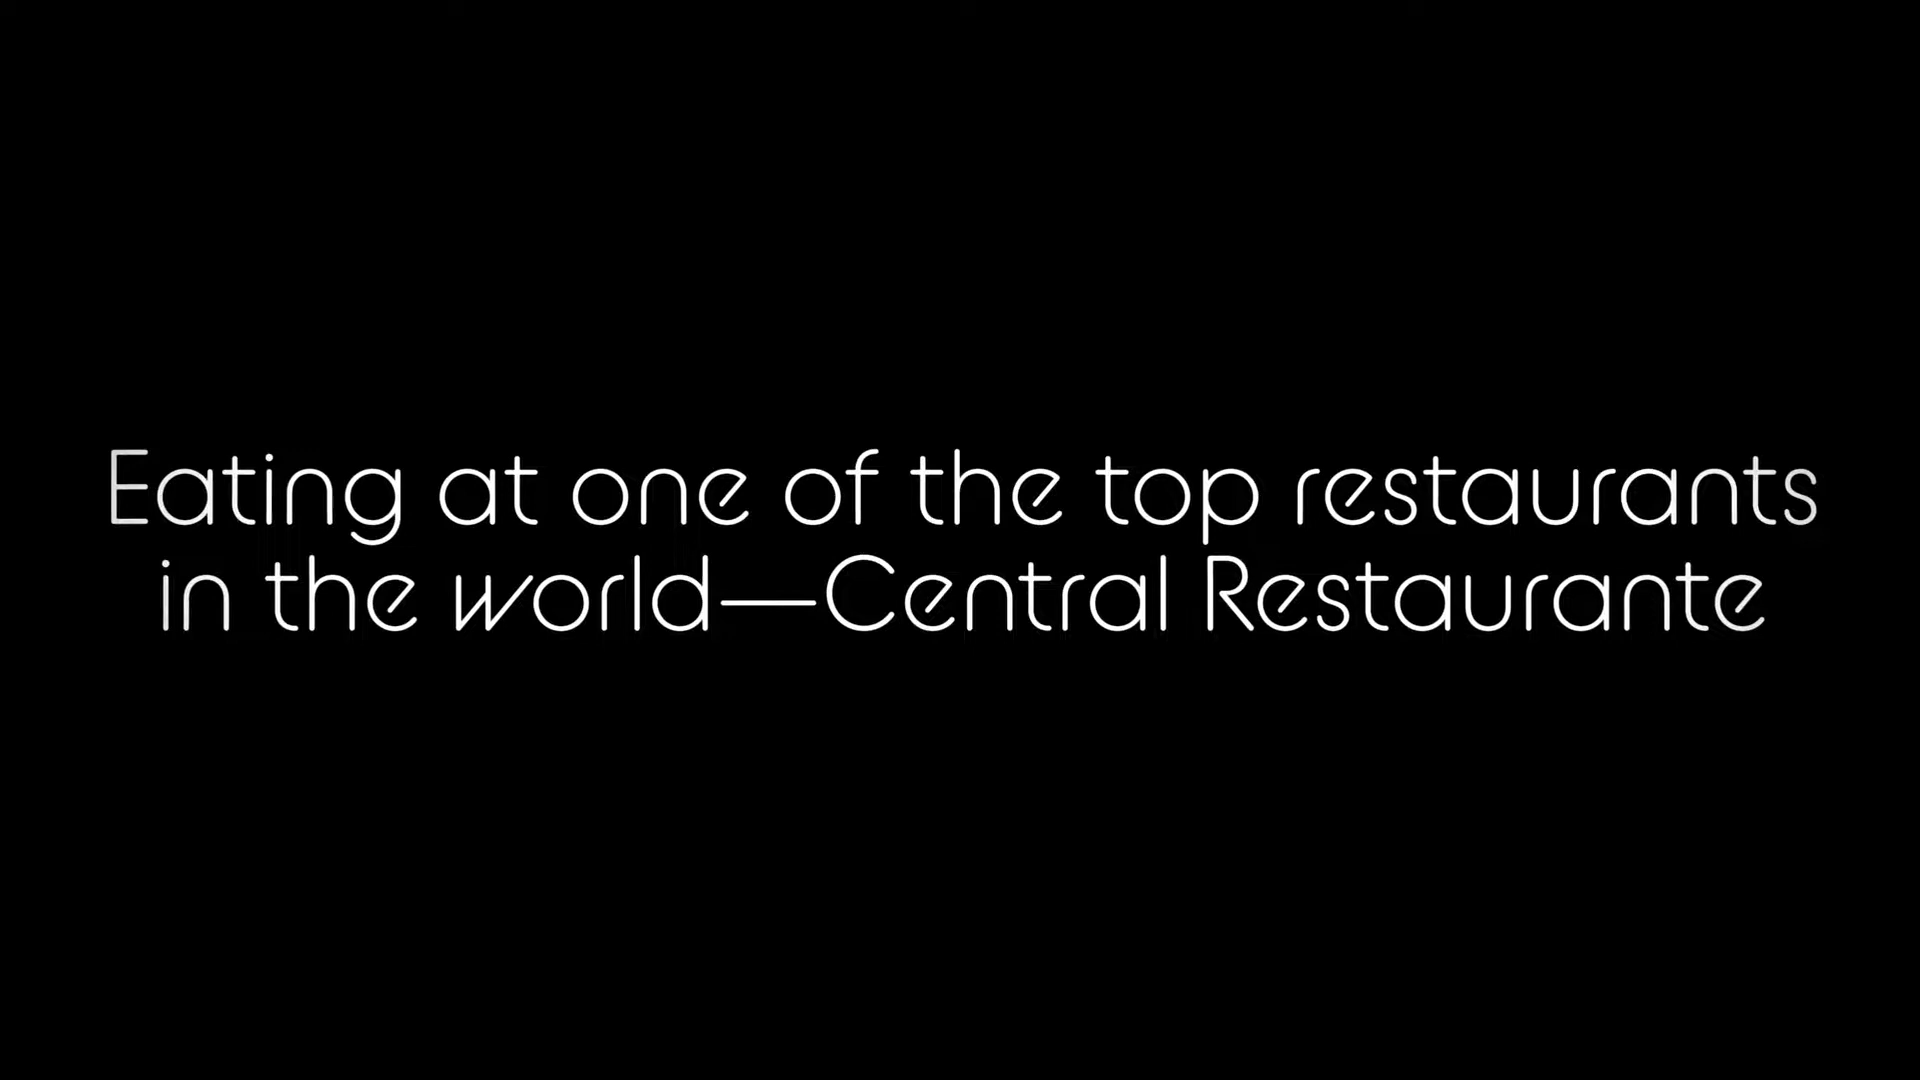 Eating at one of the top restaurants
in the world—Central Restaurante